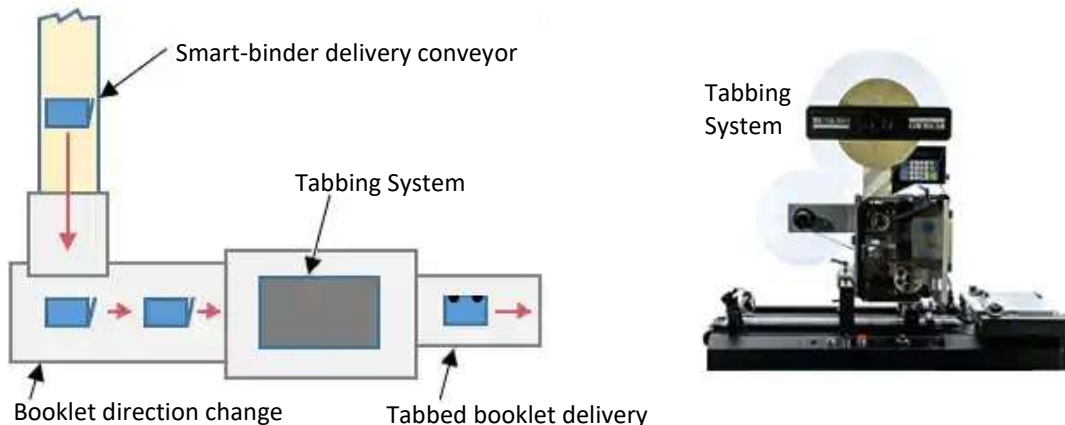 Smart-binder delivery conveyor
Tabbing
System
Tabbing System
Booklet direction change
Tabbed booklet delivery